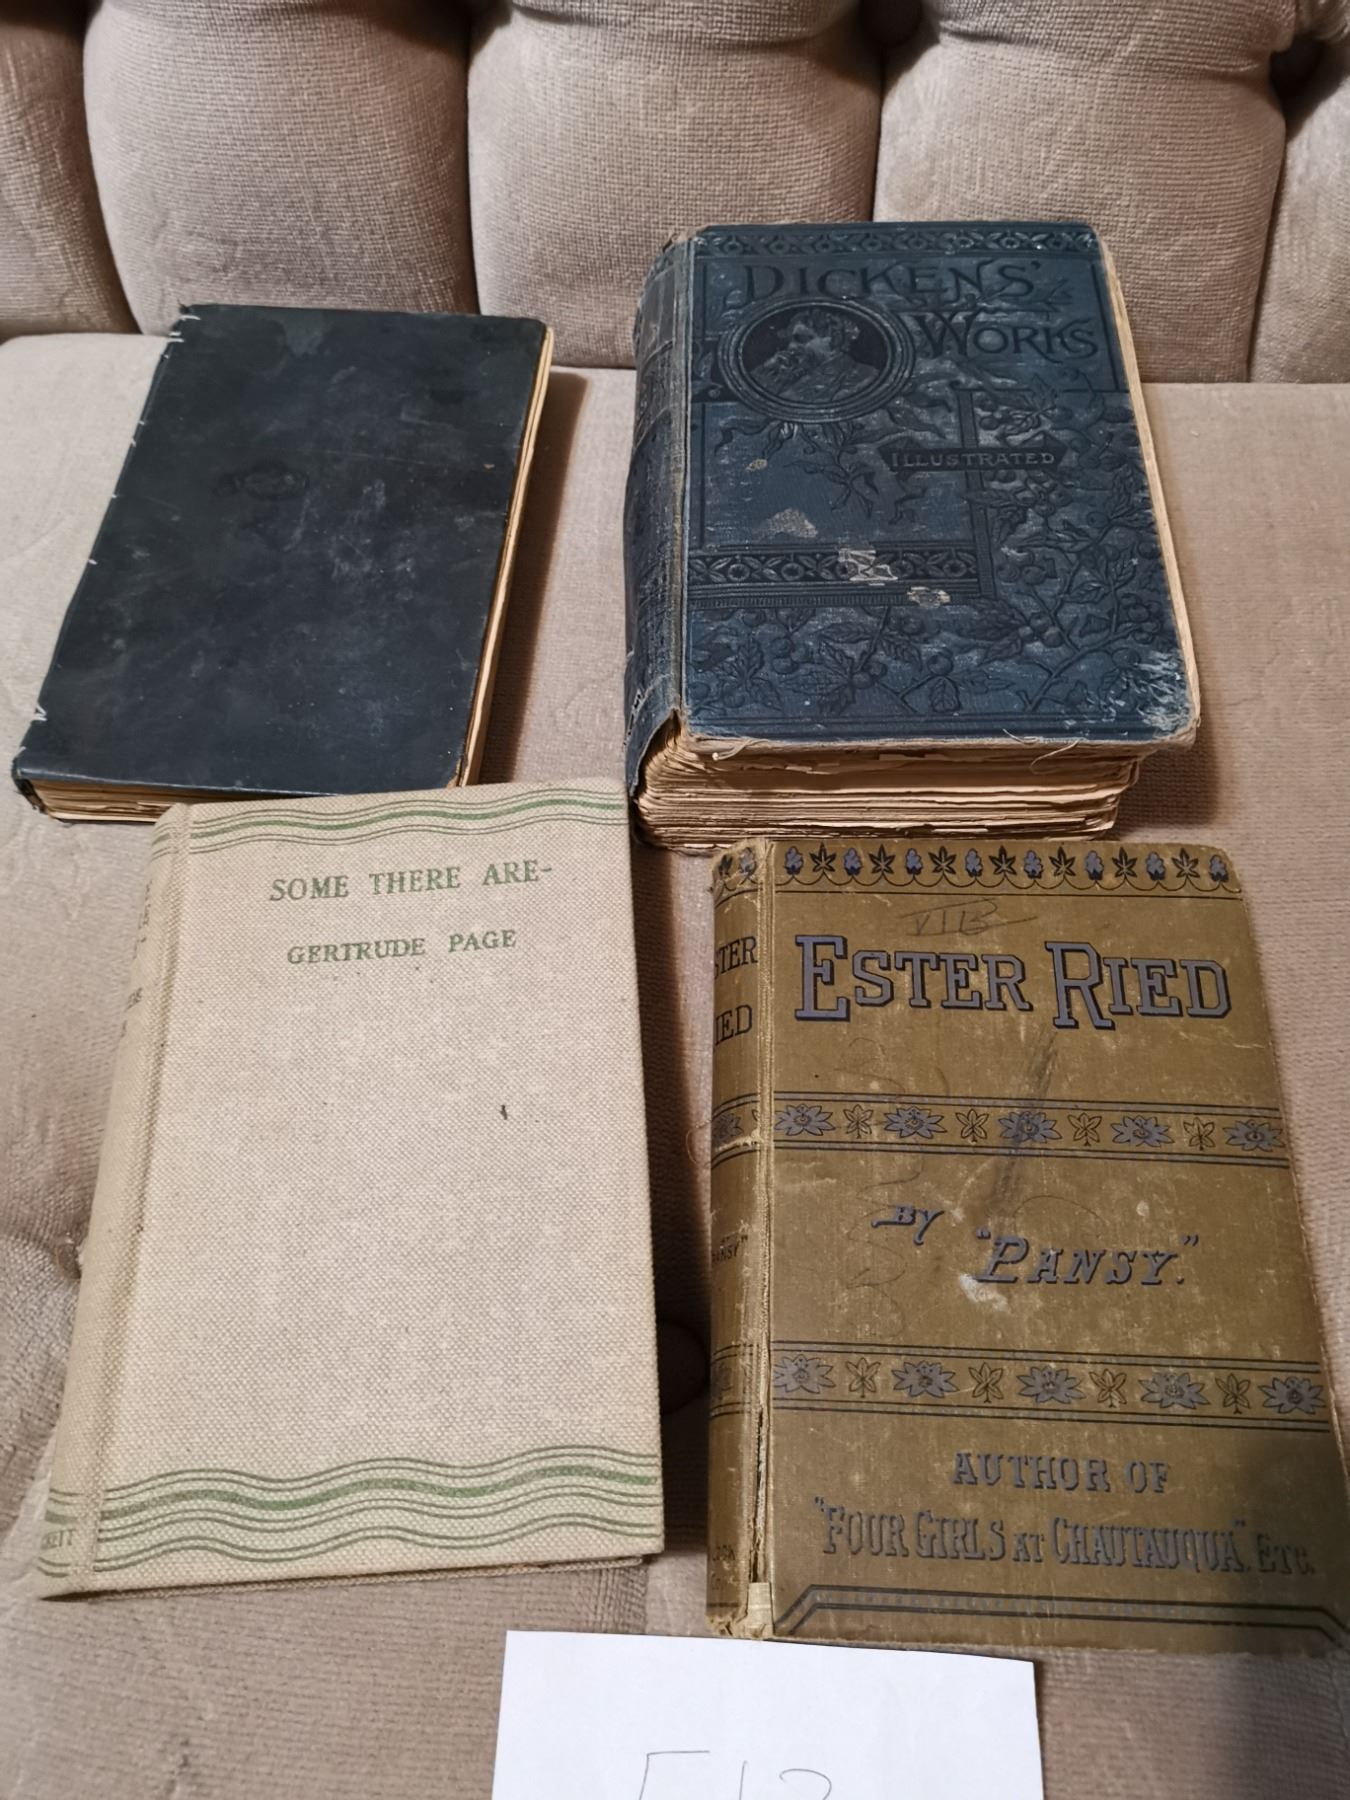 DICKENS'
WORKS
ILLUSTRATED
SOME THERE ARE-
GERTRUDE PAGE
VIB
ESTER RIED
BY "PANSY."
AUTHOR OF
"FOUR GIRLS AT CHAUTAUQUA," ETC.